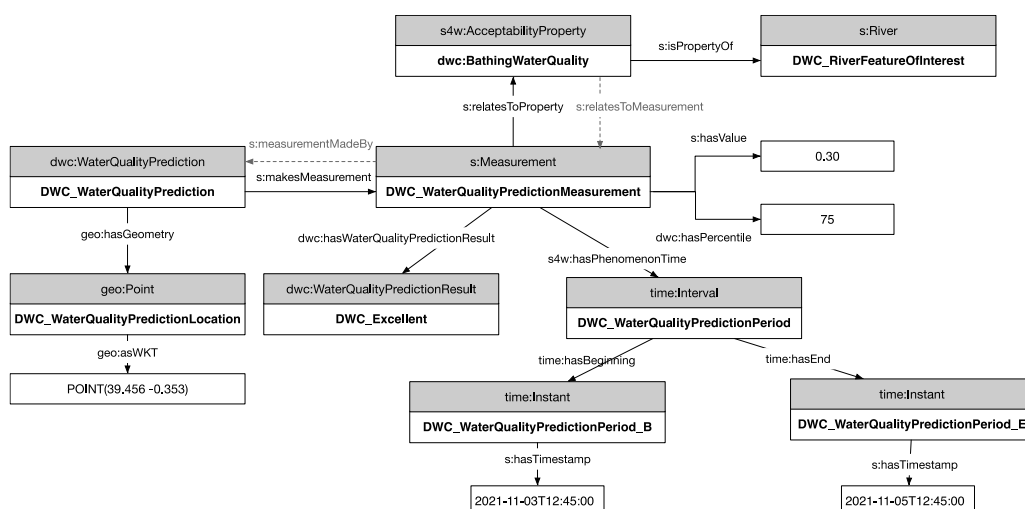 s4w:AcceptabilityProperty
dwc:BathingWaterQuality
s:isPropertyOf
s:River
DWC_RiverFeatureOfInterest
s:relatesToProperty
s:relatesToMeasurement
s:measurementMadeBy
s:hasValue
dwc:WaterQualityPrediction
DWC_WaterQualityPrediction
s:makesMeasurement
s:Measurement
DWC_WaterQualityPredictionMeasurement
0.30
75
dwc:hasPercentile
geo:hasGeometry
dwc:hasWaterQualityPredictionResult
s4w:hasPhenomenonTime
geo:Point
DWC_WaterQualityPredictionLocation
dwc:WaterQualityPredictionResult
DWC_Excellent
time:Interval
DWC_WaterQualityPredictionPeriod
geo:asWKT
POINT(39.456 -0.353)
time:hasBeginning
time:hasEnd
time:Instant
DWC_WaterQualityPredictionPeriod_B
time:Instant
DWC_WaterQualityPredictionPeriod_E
s:hasTimestamp
s:hasTimestamp
2021-11-03T12:45:00
2021-11-05T12:45:00